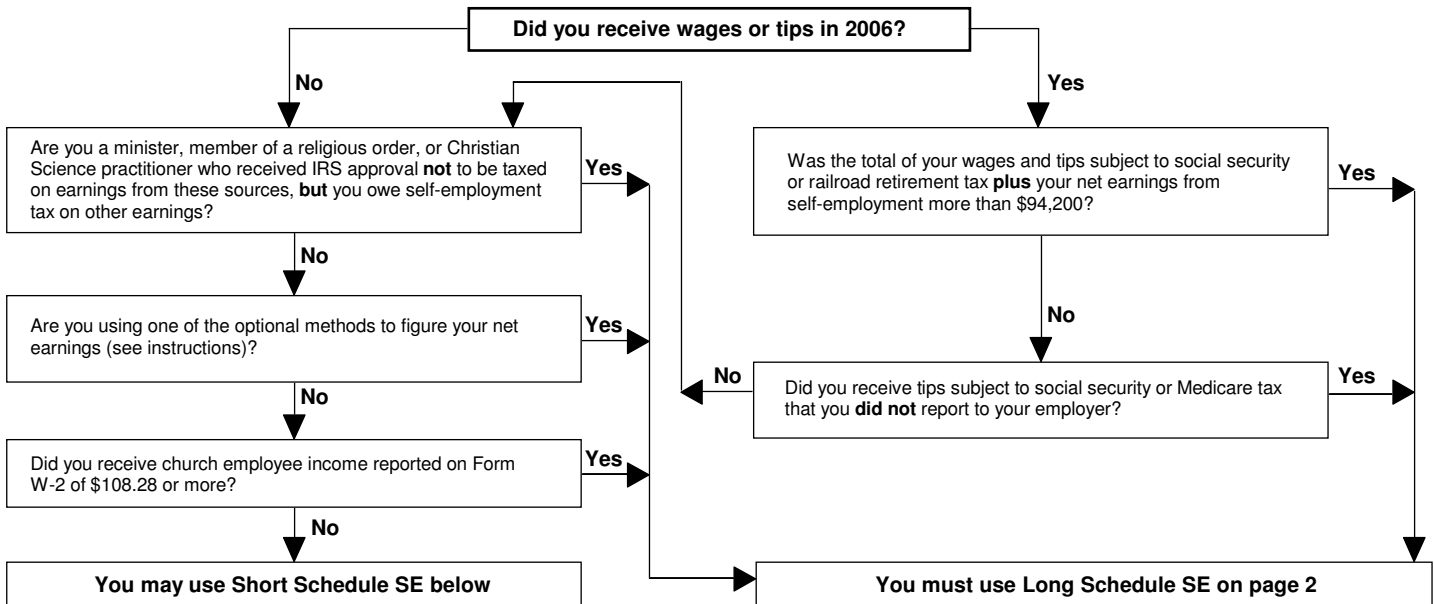 Did you receive wages or tips in 2006?
No
Yes
Are you a minister, member of a religious order, or Christian
Science practitioner who received IRS approval not to be taxed
on earnings from these sources, but you owe self-employment
tax on other earnings?
Yes
Was the total of your wages and tips subject to social security
or railroad retirement tax plus your net earnings from
self-employment more than $94,200?
Yes
No
Are you using one of the optional methods to figure your net
earnings (see instructions)?
Yes
No
No
Did you receive tips subject to social security or Medicare tax
that you did not report to your employer?
Yes
No
Did you receive church employee income reported on Form
W-2 of $108.28 or more?
Yes
No
You may use Short Schedule SE below
You must use Long Schedule SE on page 2